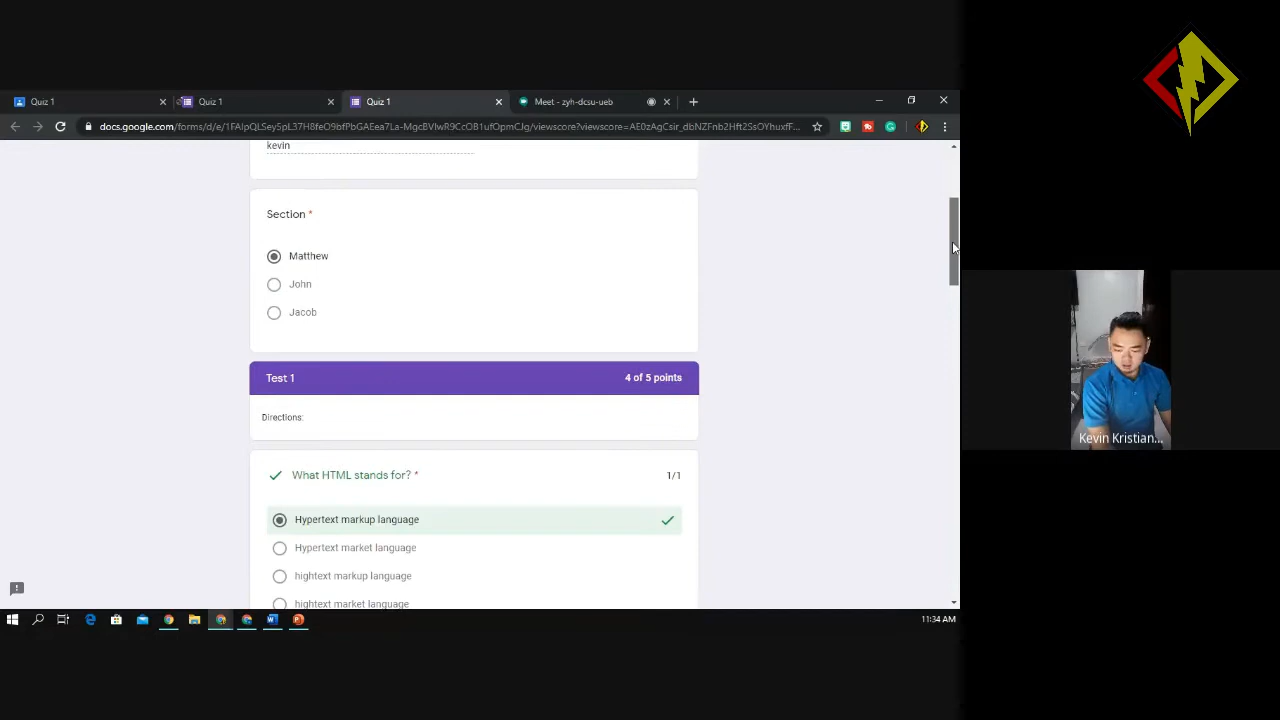 Quiz 1
Quiz 1
Quiz 1
Meet - zyh-dcsu-ueb
kevin
Section *
Matthew
John
Jacob
Test 1
4 of 5 points
Directions:
What HTML stands for? *
1/1
Hypertext markup language
Hypertext market language
hightext markup language
hightext market language
Kevin Kristian...
11:34 AM